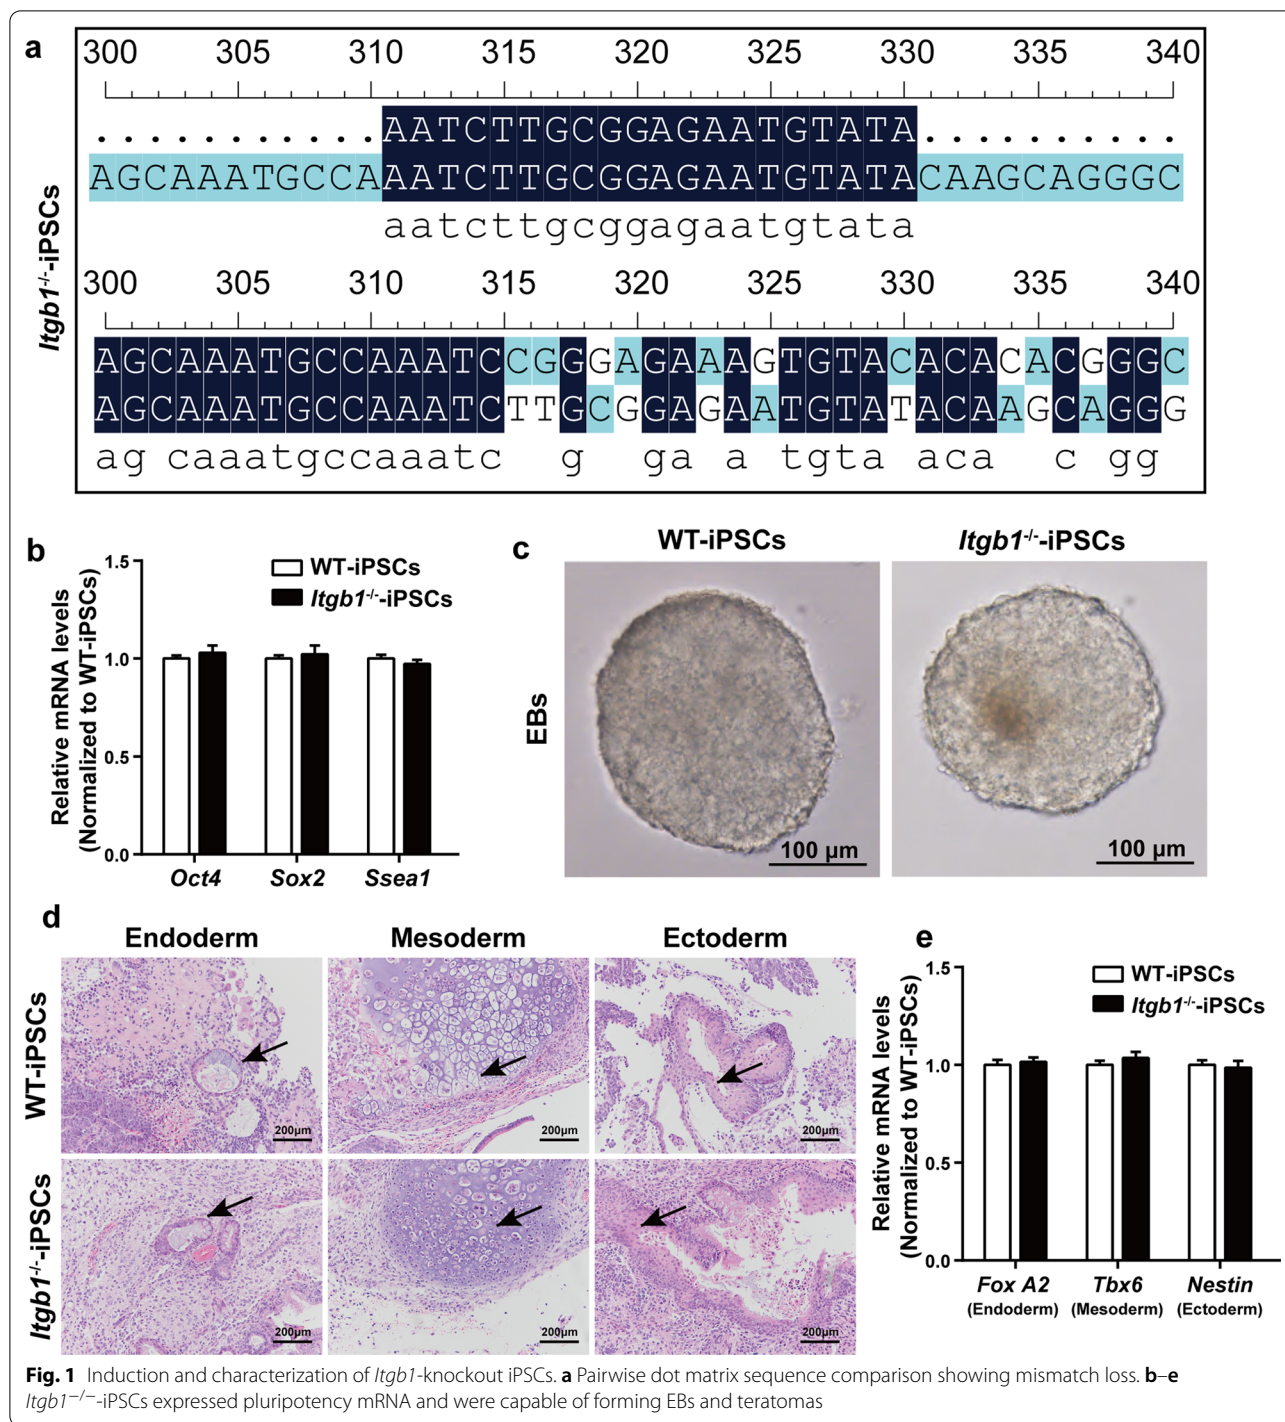 a
300 305 310 315 320 325 330 335 340
. . . . . . . . . . . AATCTTGCGGAGAATGTATA . . . . . . . . . .
AGCAAATGCCAAATCTTGCGGAGAATGTATACAAGCAGGGC
aatcttgcggagaatgtata
Itgb1-/--iPSCs
300 305 310 315 320 325 330 335 340
AGCAAATGCCAAATCCGGGAGAAAGTGTACACACACGGGC
AGCAAATGCCAAATCTTGCGGAGAATGTATACAAGCAGGG
ag caaatgccaaatc g ga a tgta aca c gg
b
Relative mRNA levels
(Normalized to WT-iPSCs)
1.5
1.0
0.5
0.0
WT-iPSCs
Itgb1-/--iPSCs
Oct4 Sox2 Ssea1
c
WT-iPSCs Itgb1-/--iPSCs
EBs
100 μm 100 μm
d
Endoderm Mesoderm Ectoderm
WT-iPSCs
200μm 200μm 200μm
Itgb1-/--iPSCs
200μm 200μm 200μm
e
Relative mRNA levels
(Normalized to WT-iPSCs)
1.5
1.0
0.5
0.0
WT-iPSCs
Itgb1-/--iPSCs
Fox A2 Tbx6 Nestin
(Endoderm) (Mesoderm) (Ectoderm)
Fig. 1 Induction and characterization of Itgb1-knockout iPSCs. a Pairwise dot matrix sequence comparison showing mismatch loss. b–e
Itgb1−/−-iPSCs expressed pluripotency mRNA and were capable of forming EBs and teratomas